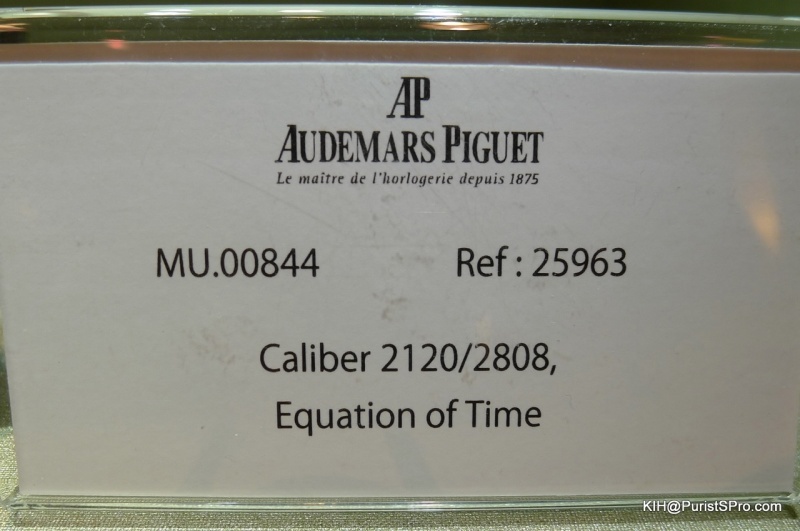 AP
AUDEMARS PIGUET
Le maître de l'horlogerie depuis 1875
MU.00844 Ref : 25963
Caliber 2120/2808,
Equation of Time
KIH@PuristSPro.com